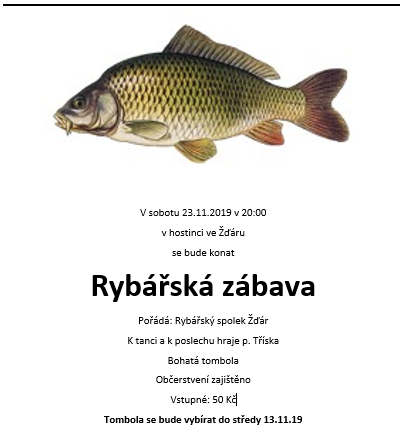 V sobotu 23.11.2019 v 20:00
v hostinci ve Žďáru
se bude konat
Rybářská zábava
Pořádá: Rybářský spolek Žďár
K tanci a k poslechu hraje p. Tříska
Bohatá tombola
Občerstvení zajištěno
Vstupné: 50 Kč
Tombola se bude vybírat do středy 13.11.19